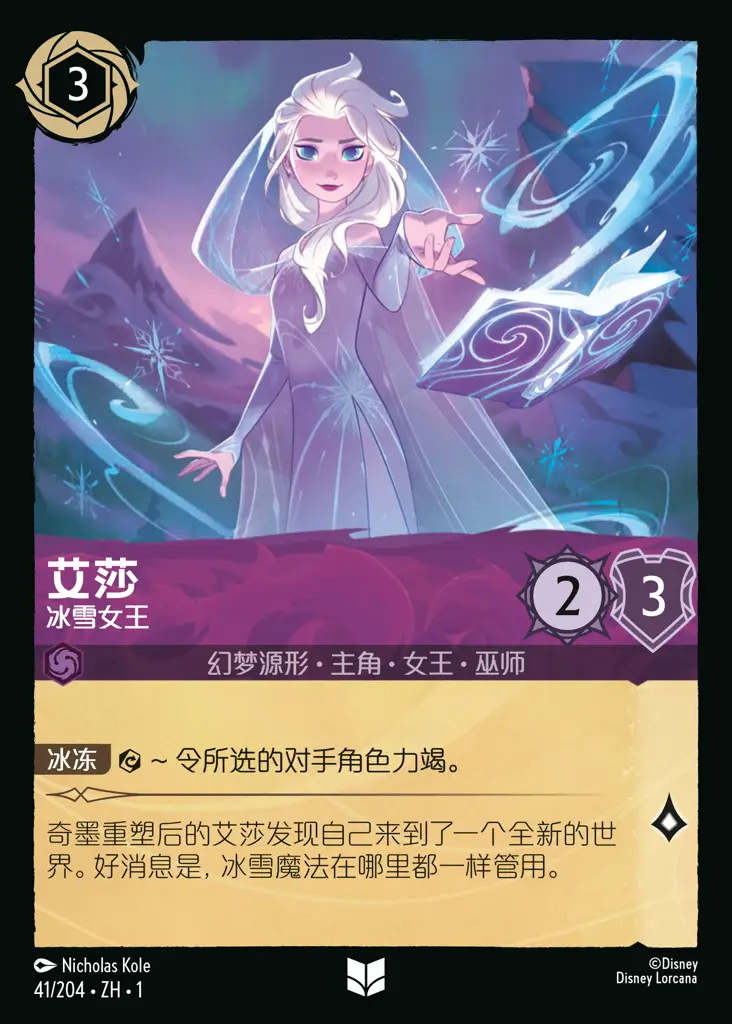 3
艾莎
冰雪女王
2
3
幻梦源形・主角・女王・巫师
冰冻 ~ 令所选的对手角色力竭。
奇墨重塑后的艾莎发现自己来到了一个全新的世
界。好消息是，冰雪魔法在哪里都一样管用。
Nicholas Kole
41/204 • ZH • 1
©Disney
Disney Lorcana